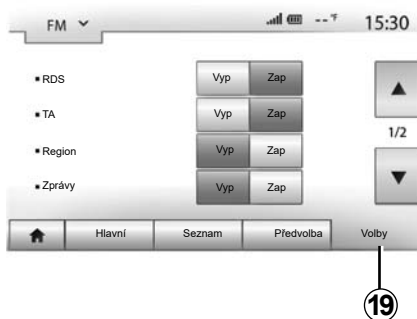 FM --°F 15:30
RDS Vyp Zap
TA Vyp Zap
1/2
Region Vyp Zap
Zprávy Vyp Zap
Hlavní Seznam Předvolba Volby
19